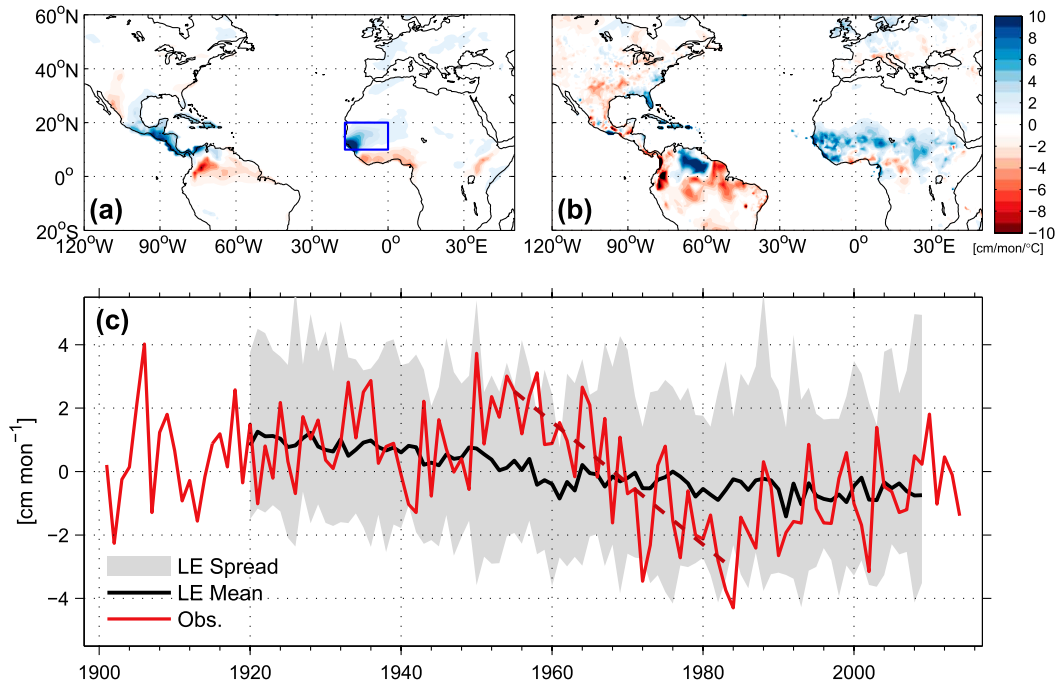 60°N
40°N
20°N
0°
20°S
(a)
120°W 90°W 60°W 30°W 0° 30°E
(b)
120°W 90°W 60°W 30°W 0° 30°E
10
8
6
4
2
0
−2
−4
−6
−8
−10
[cm/mon/°C]
(c)
[cm mon⁻¹]
4
2
0
−2
−4
LE Spread
LE Mean
Obs.
1900 1920 1940 1960 1980 2000